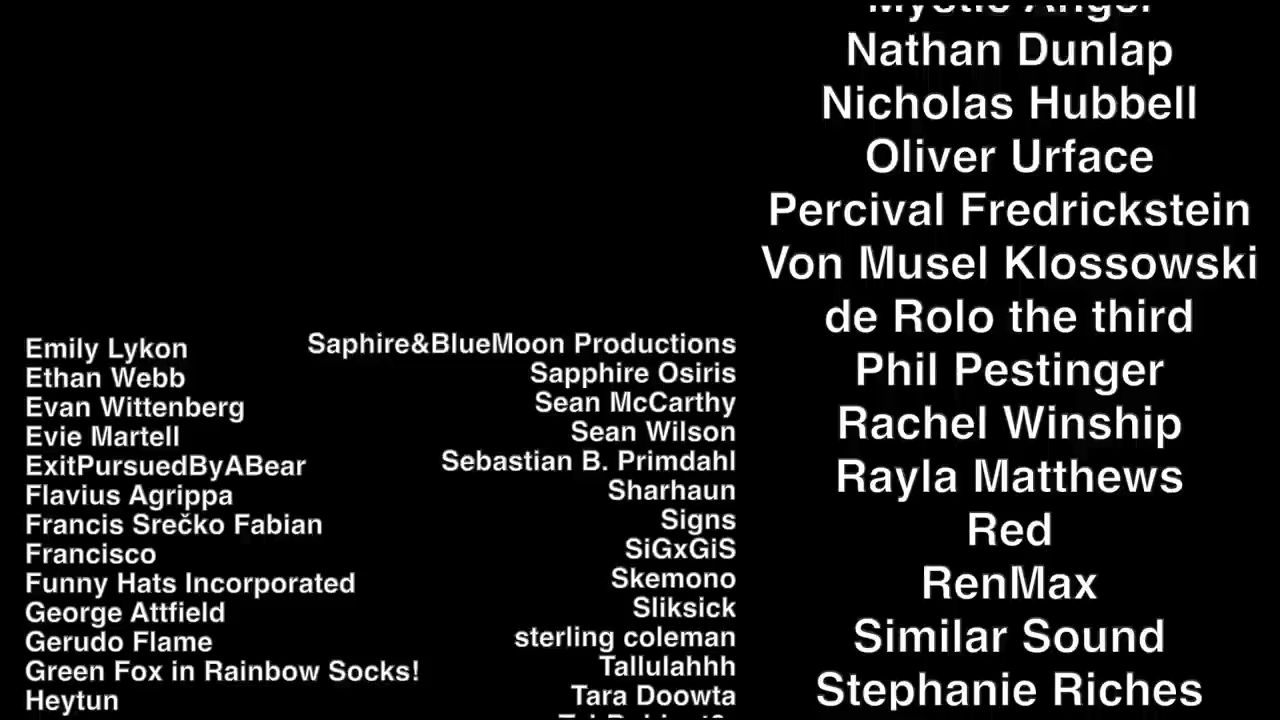 Emily Lykon
Ethan Webb
Evan Wittenberg
Evie Martell
ExitPursuedByABear
Flavius Agrippa
Francis Srečko Fabian
Francisco
Funny Hats Incorporated
George Attfield
Gerudo Flame
Green Fox in Rainbow Socks!
Heytun
Saphire&BlueMoon Productions
Sapphire Osiris
Sean McCarthy
Sean Wilson
Sebastian B. Primdahl
Sharhaun
Signs
SiGxGiS
Skemono
Sliksick
sterling coleman
Tallulahhh
Tara Doowta
Nathan Dunlap
Nicholas Hubbell
Oliver Urface
Percival Fredrickstein
Von Musel Klossowski
de Rolo the third
Phil Pestinger
Rachel Winship
Rayla Matthews
Red
RenMax
Similar Sound
Stephanie Riches